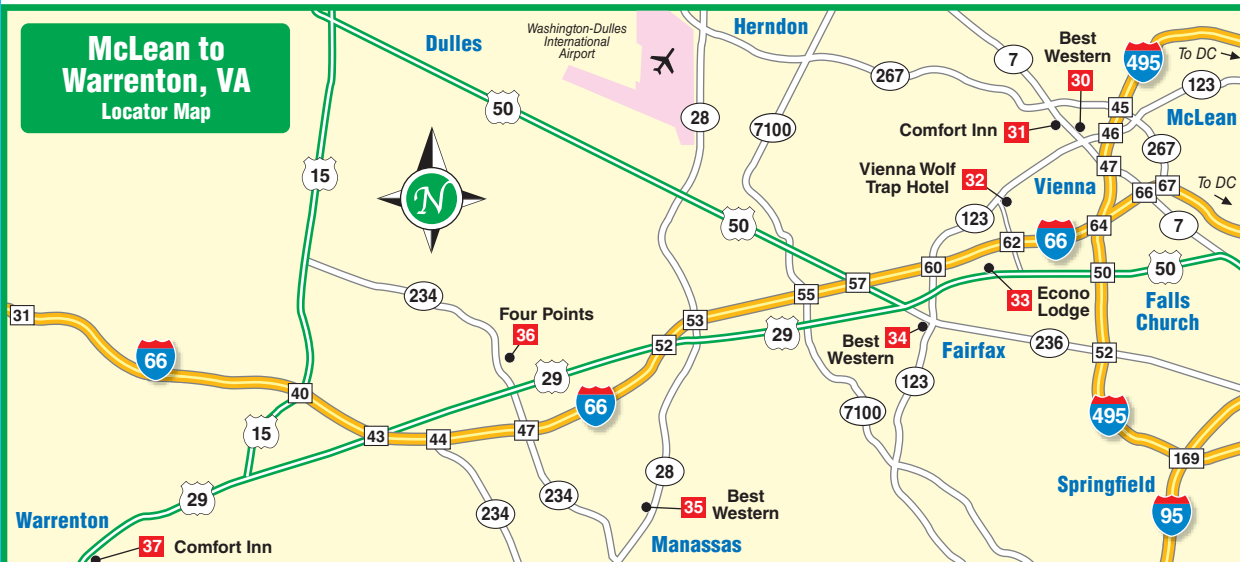 McLean to
Warrenton, VA
Locator Map
Washington-Dulles
International
Airport
Dulles
Herndon
Best
Western
30
7
495
To DC
267
123
50
28
7100
45
46
McLean
Comfort Inn 31
267
15
47
Vienna Wolf
Trap Hotel
32
Vienna
66
67
To DC
N
50
123
64
7
62
66
60
50
50
57
234
55
33
Econo
Lodge
Falls
Church
31
Four Points
36
53
29
34
Best
Western
Fairfax
236
52
52
66
29
123
40
66
7100
495
15
43
44
47
169
28
Springfield
29
234
234
35
Best
Western
95
Warrenton
37
Comfort Inn
Manassas